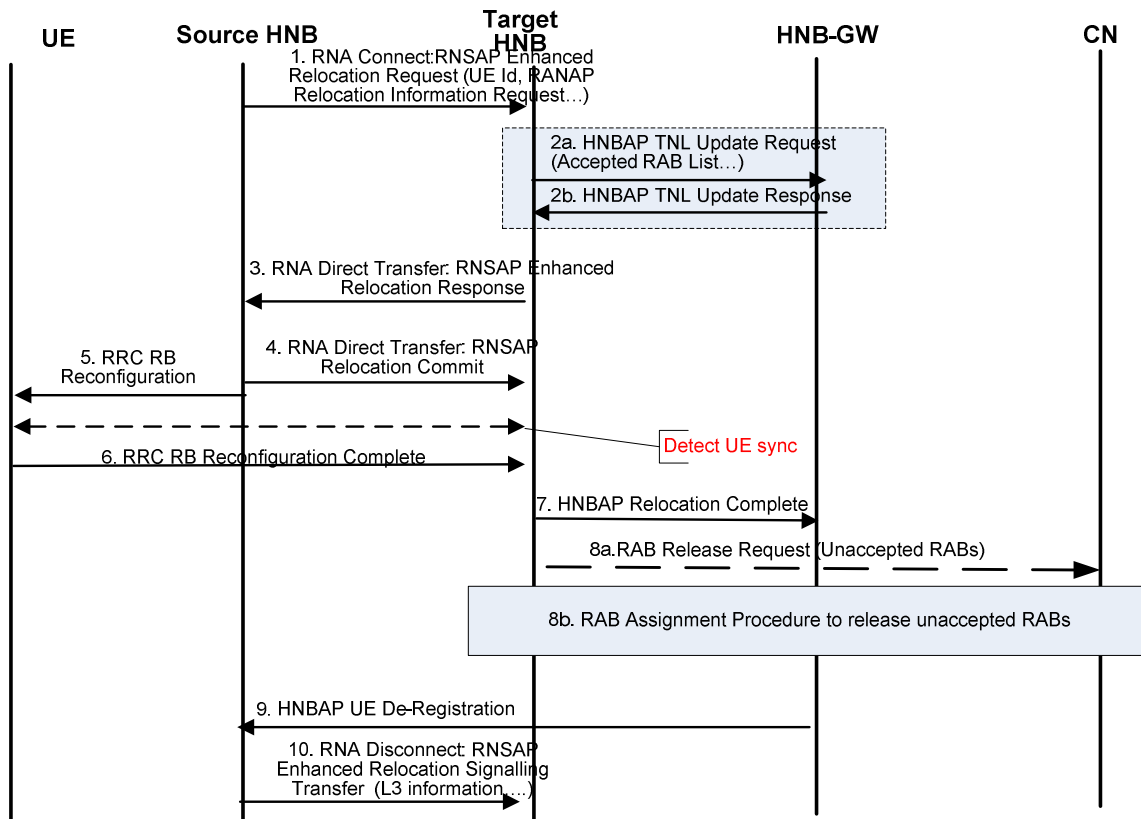 UE
Source HNB
Target
HNB
HNB-GW
CN
1. RNA Connect:RNSAP Enhanced
Relocation Request (UE Id, RANAP
Relocation Information Request…)
2a. HNBAP TNL Update Request
(Accepted RAB List…)
2b. HNBAP TNL Update Response
3. RNA Direct Transfer: RNSAP Enhanced
Relocation Response
4. RNA Direct Transfer: RNSAP
Relocation Commit
5. RRC RB
Reconfiguration
Detect UE sync
6. RRC RB Reconfiguration Complete
7. HNBAP Relocation Complete
8a.RAB Release Request (Unaccepted RABs)
8b. RAB Assignment Procedure to release unaccepted RABs
9. HNBAP UE De-Registration
10. RNA Disconnect: RNSAP
Enhanced Relocation Signalling
Transfer (L3 information,…)